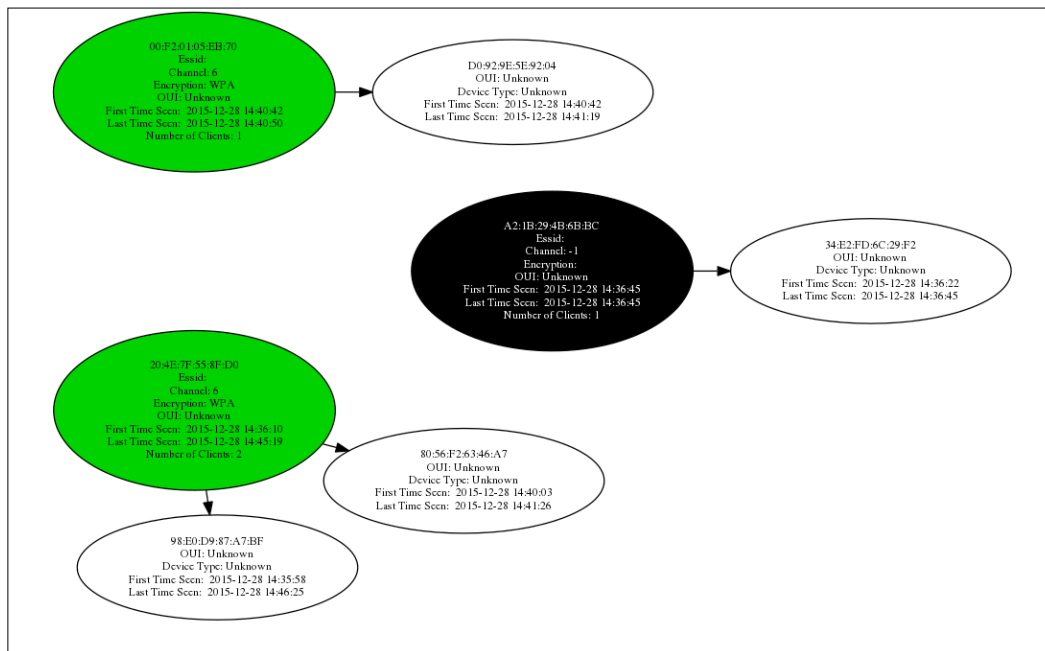 00:F2:01:05:EB:70
Essid:
Channel: 6
Encryption: WPA
OUI: Unknown
First Time Seen: 2015-12-28 14:40:42
Last Time Seen: 2015-12-28 14:40:50
Number of Clients: 1
D0:92:9E:5E:92:04
OUI: Unknown
Device Type: Unknown
First Time Seen: 2015-12-28 14:40:42
Last Time Seen: 2015-12-28 14:41:19
A2:1B:29:4B:6B:BC
Essid:
Channel: -1
Encryption:
OUI: Unknown
First Time Seen: 2015-12-28 14:36:45
Last Time Seen: 2015-12-28 14:36:45
Number of Clients: 1
34:E2:FD:6C:29:F2
OUI: Unknown
Device Type: Unknown
First Time Seen: 2015-12-28 14:36:22
Last Time Seen: 2015-12-28 14:36:45
20:4E:7F:55:8F:D0
Essid:
Channel: 6
Encryption: WPA
OUI: Unknown
First Time Seen: 2015-12-28 14:36:10
Last Time Seen: 2015-12-28 14:45:19
Number of Clients: 2
80:56:F2:63:46:A7
OUI: Unknown
Device Type: Unknown
First Time Seen: 2015-12-28 14:40:03
Last Time Seen: 2015-12-28 14:41:26
98:E0:D9:87:A7:BF
OUI: Unknown
Device Type: Unknown
First Time Seen: 2015-12-28 14:35:58
Last Time Seen: 2015-12-28 14:46:25